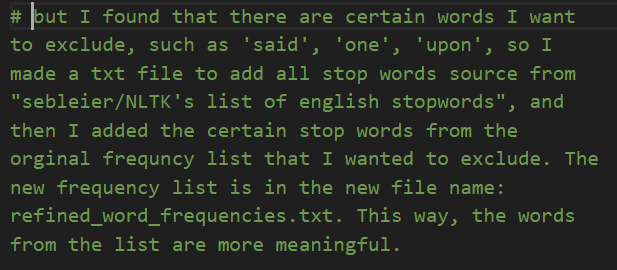 # but I found that there are certain words I want
to exclude, such as 'said', 'one', 'upon', so I
made a txt file to add all stop words source from
"sebleier/NLTK's list of english stopwords", and
then I added the certain stop words from the
orginal frequncy list that I wanted to exclude. The
new frequency list is in the new file name:
refined_word_frequencies.txt. This way, the words
from the list are more meaningful.